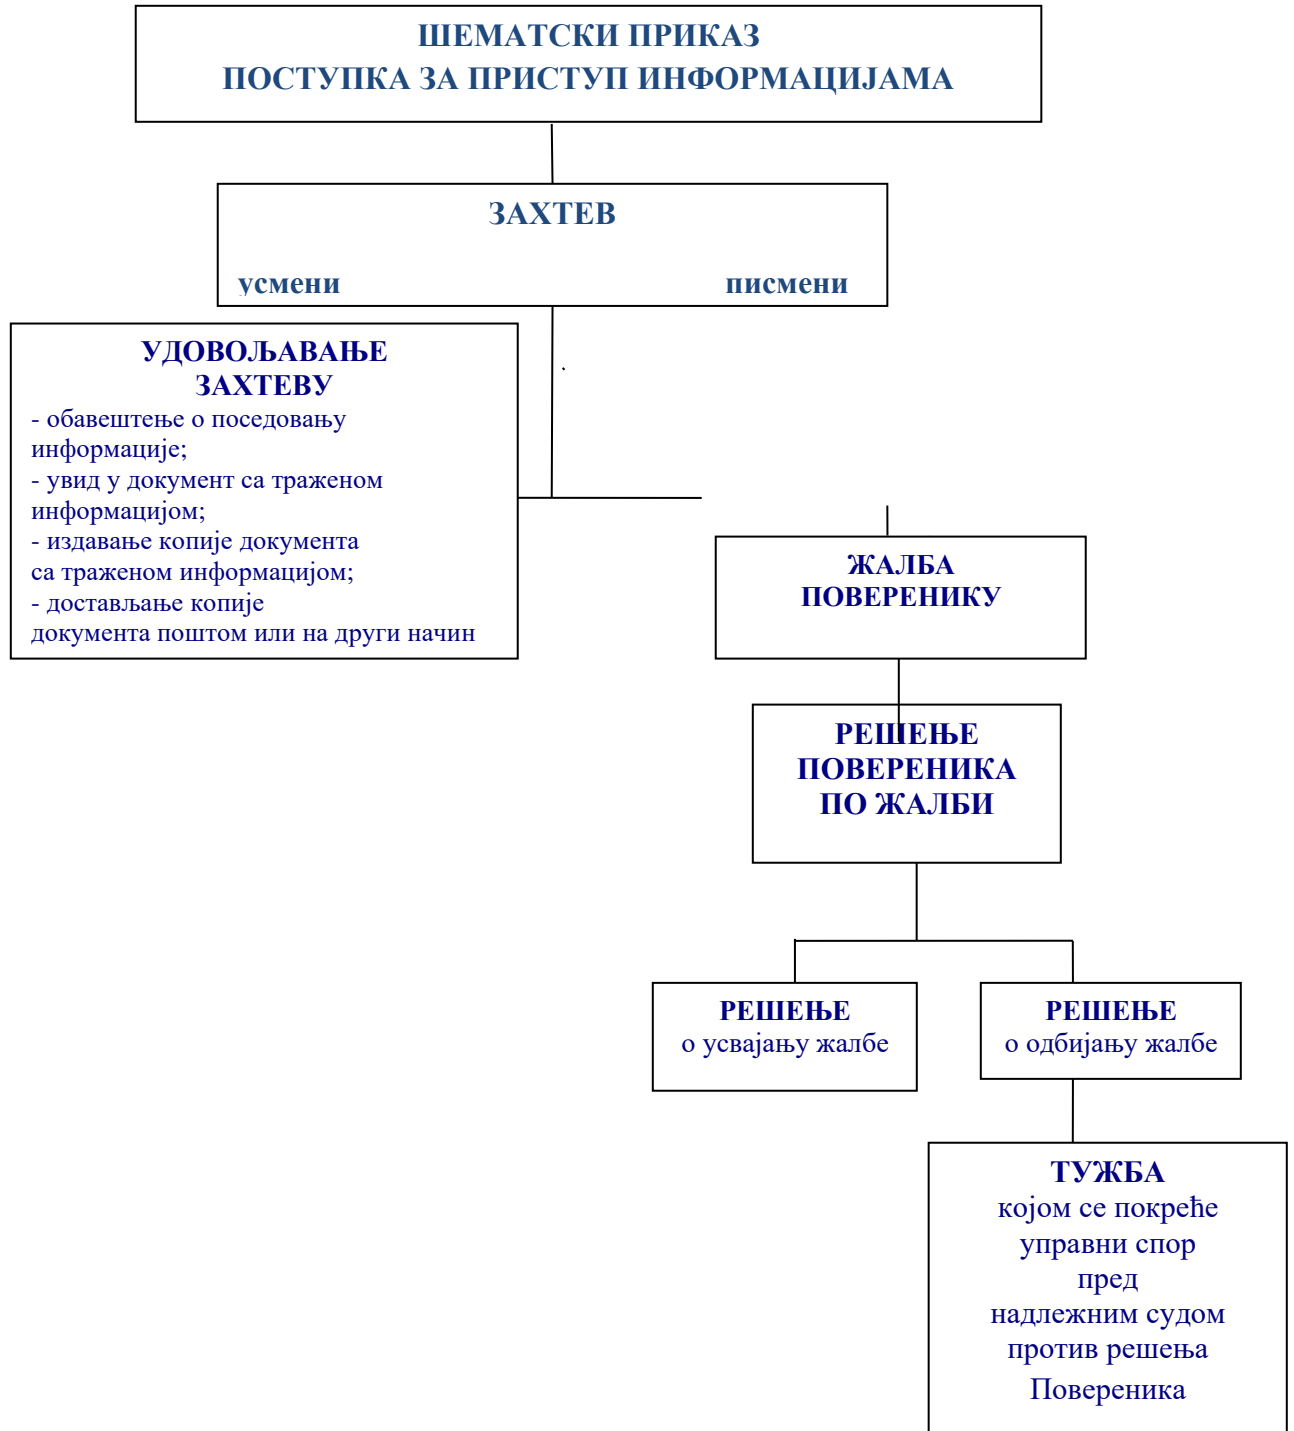 ШЕМАТСКИ ПРИКАЗ
ПОСТУПКА ЗА ПРИСТУП ИНФОРМАЦИЈАМА
ЗАХТЕВ
усмени писмени
УДОВОЉАВАЊЕ
ЗАХТЕВУ
- обавештење о поседовању
информације;
- увид у документ са траженом
информацијом;
- издавање копије документа
са траженом информацијом;
- достављање копије
документа поштом или на други начин
ЖАЛБА
ПОВЕРЕНИКУ
РЕШЕЊЕ
ПОВЕРЕНИКА
ПО ЖАЛБИ
РЕШЕЊЕ
о усвајању жалбе
РЕШЕЊЕ
о одбијању жалбе
ТУЖБА
којом се покреће
управни спор
пред
надлежним судом
против решења
Повереника